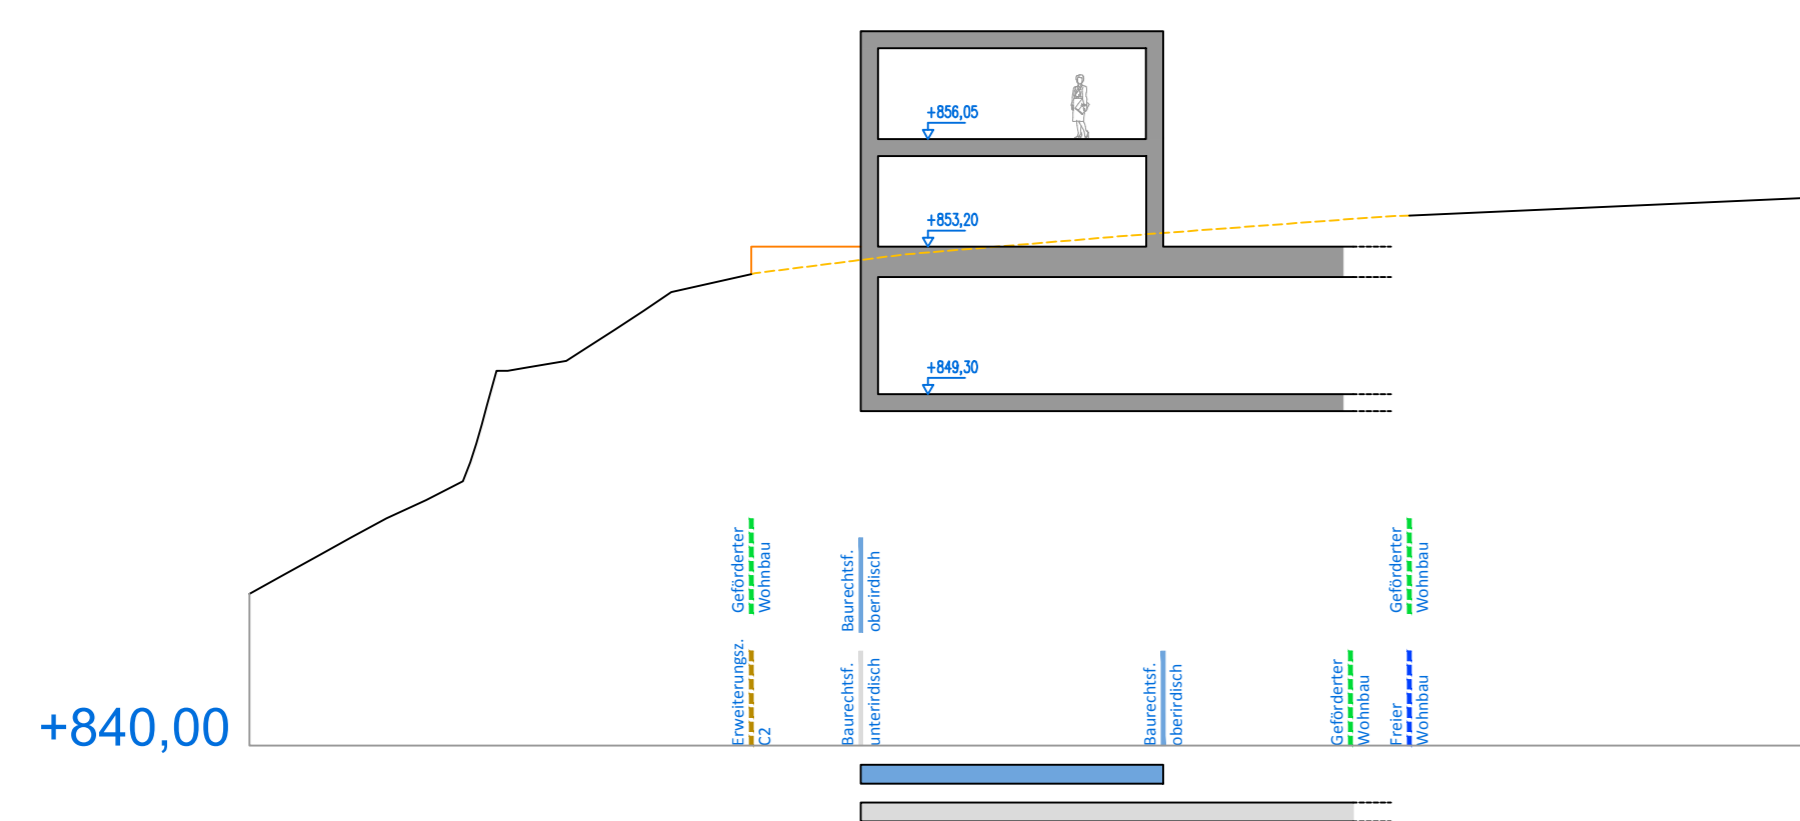 +856,05
+853,20
+849,30
Geförderter
Wohnbau
Baurechtsf.
oberirdisch
Geförderter
Wohnbau
Erweiterungsz.
C2
Baurechtsf.
unterirdisch
Baurechtsf.
oberirdisch
Geförderter
Wohnbau
Freier
Wohnbau
+840,00